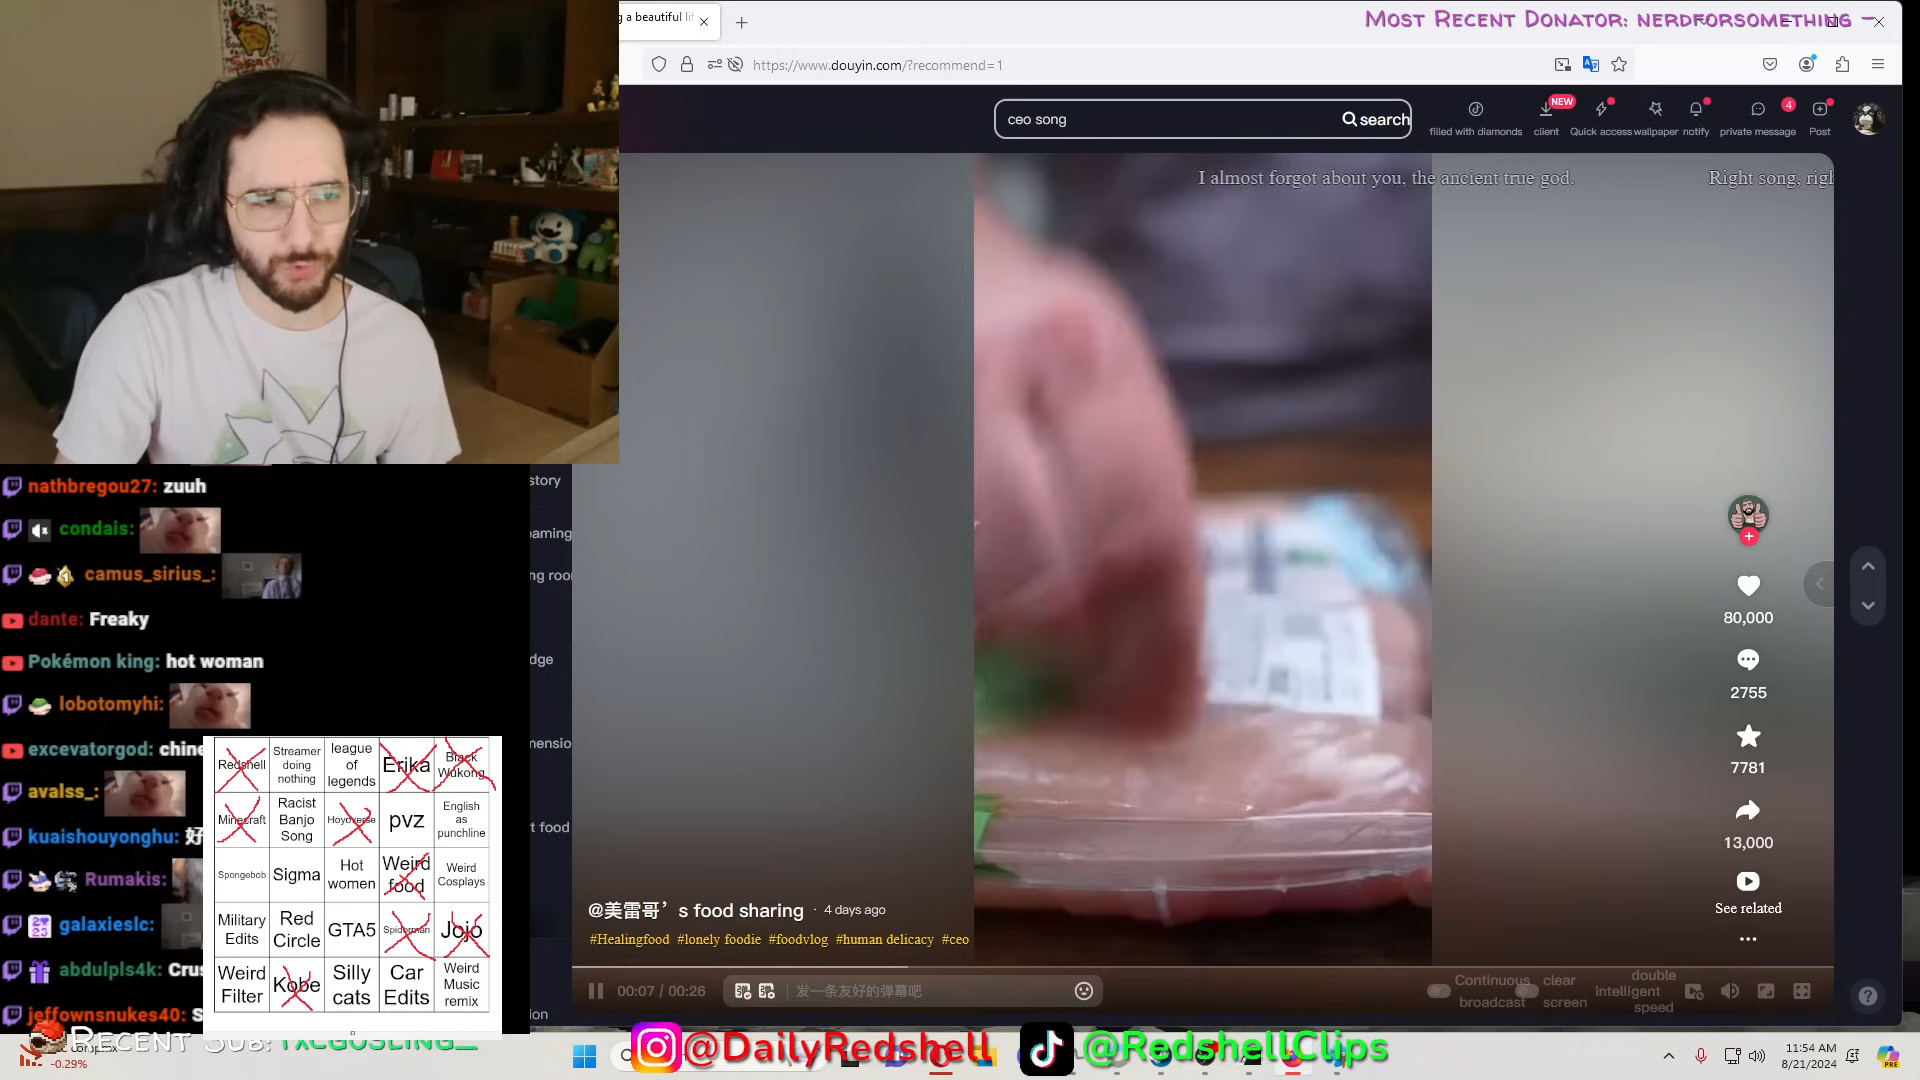 g a beautiful li
MOST RECENT DONATOR: NERDFORSOMETHING -
https://www.douyin.com/?recommend=1
ceo song
search
filled with diamonds
NEW
client
Quick access
wallpaper
notify
4
private message
Post
I almost forgot about you, the ancient true god.
Right song, righ
nathbregou27: zuuh
condais:
camus_sirius_:
dante: Freaky
Pokémon king: hot woman
lobotomyhi:
excevatorgod: chine
avalss_:
kuaishouyonghu: 好
Rumakis:
galaxieslc:
abdulpls4k: Crus
jeffownsnukes40: S
story
eaming
ng roo
dge
mensio
t food
ion
Redshell
Streamer doing nothing
league of legends
Erika
Black Wukong
Minecraft
Racist Banjo Song
Hoyoverse
pvz
English as punchline
Spongebob
Sigma
Hot women
Weird food
Weird Cosplays
Military Edits
Red Circle
GTA5
Spiderman
Jojo
Weird Filter
Kobe
Silly cats
Car Edits
Weird Music remix
80,000
2755
7781
13,000
See related
@美雷哥’s food sharing · 4 days ago
#Healingfood #lonely foodie #foodvlog #human delicacy #ceo
00:07 / 00:26
发一条友好的弹幕吧
Continuous broadcast
clear screen
double intelligent speed
RECENT SUB:
-0.29%
@DailyRedshell
@RedshellClips
11:54 AM
8/21/2024
PRE